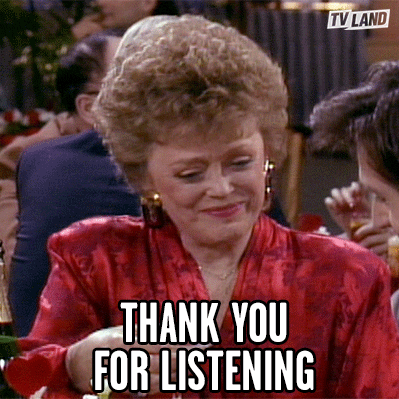 TV LAND
THANK YOU
FOR LISTENING